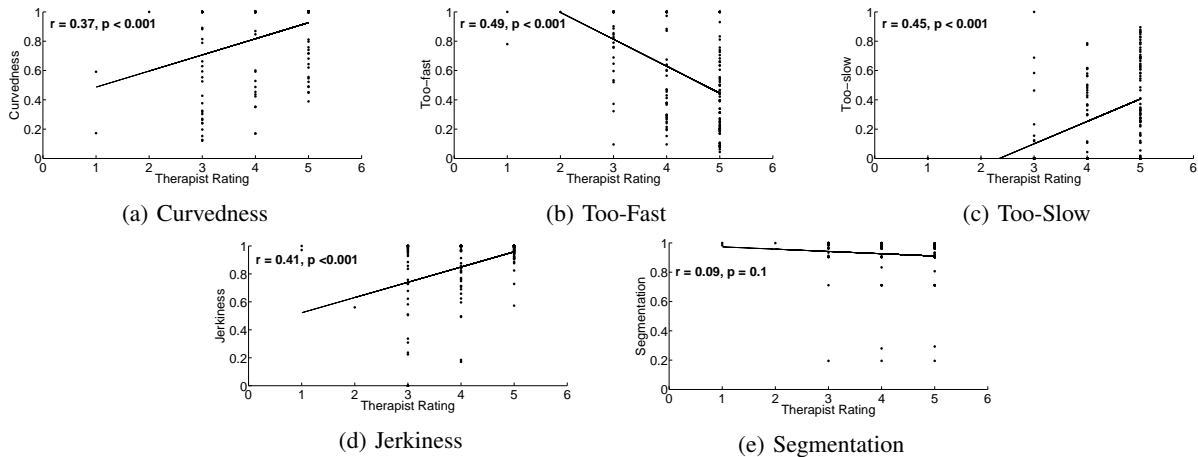 r = 0.37, p < 0.001
1
0.8
0.6
0.4
0.2
0
Curvedness
0 1 2 3 4 5 6
Therapist Rating
(a) Curvedness
r = 0.49, p < 0.001
1
0.8
0.6
0.4
0.2
0
Too−fast
0 1 2 3 4 5 6
Therapist Rating
(b) Too-Fast
r = 0.45, p < 0.001
1
0.8
0.6
0.4
0.2
0
Too−slow
0 1 2 3 4 5 6
Therapist Rating
(c) Too-Slow
r = 0.41, p <0.001
1
0.8
0.6
0.4
0.2
0
Jerkiness
0 1 2 3 4 5 6
Therapist Rating
(d) Jerkiness
r = 0.09, p = 0.1
1
0.8
0.6
0.4
0.2
0
Segmentation
0 1 2 3 4 5 6
Therapist Rating
(e) Segmentation